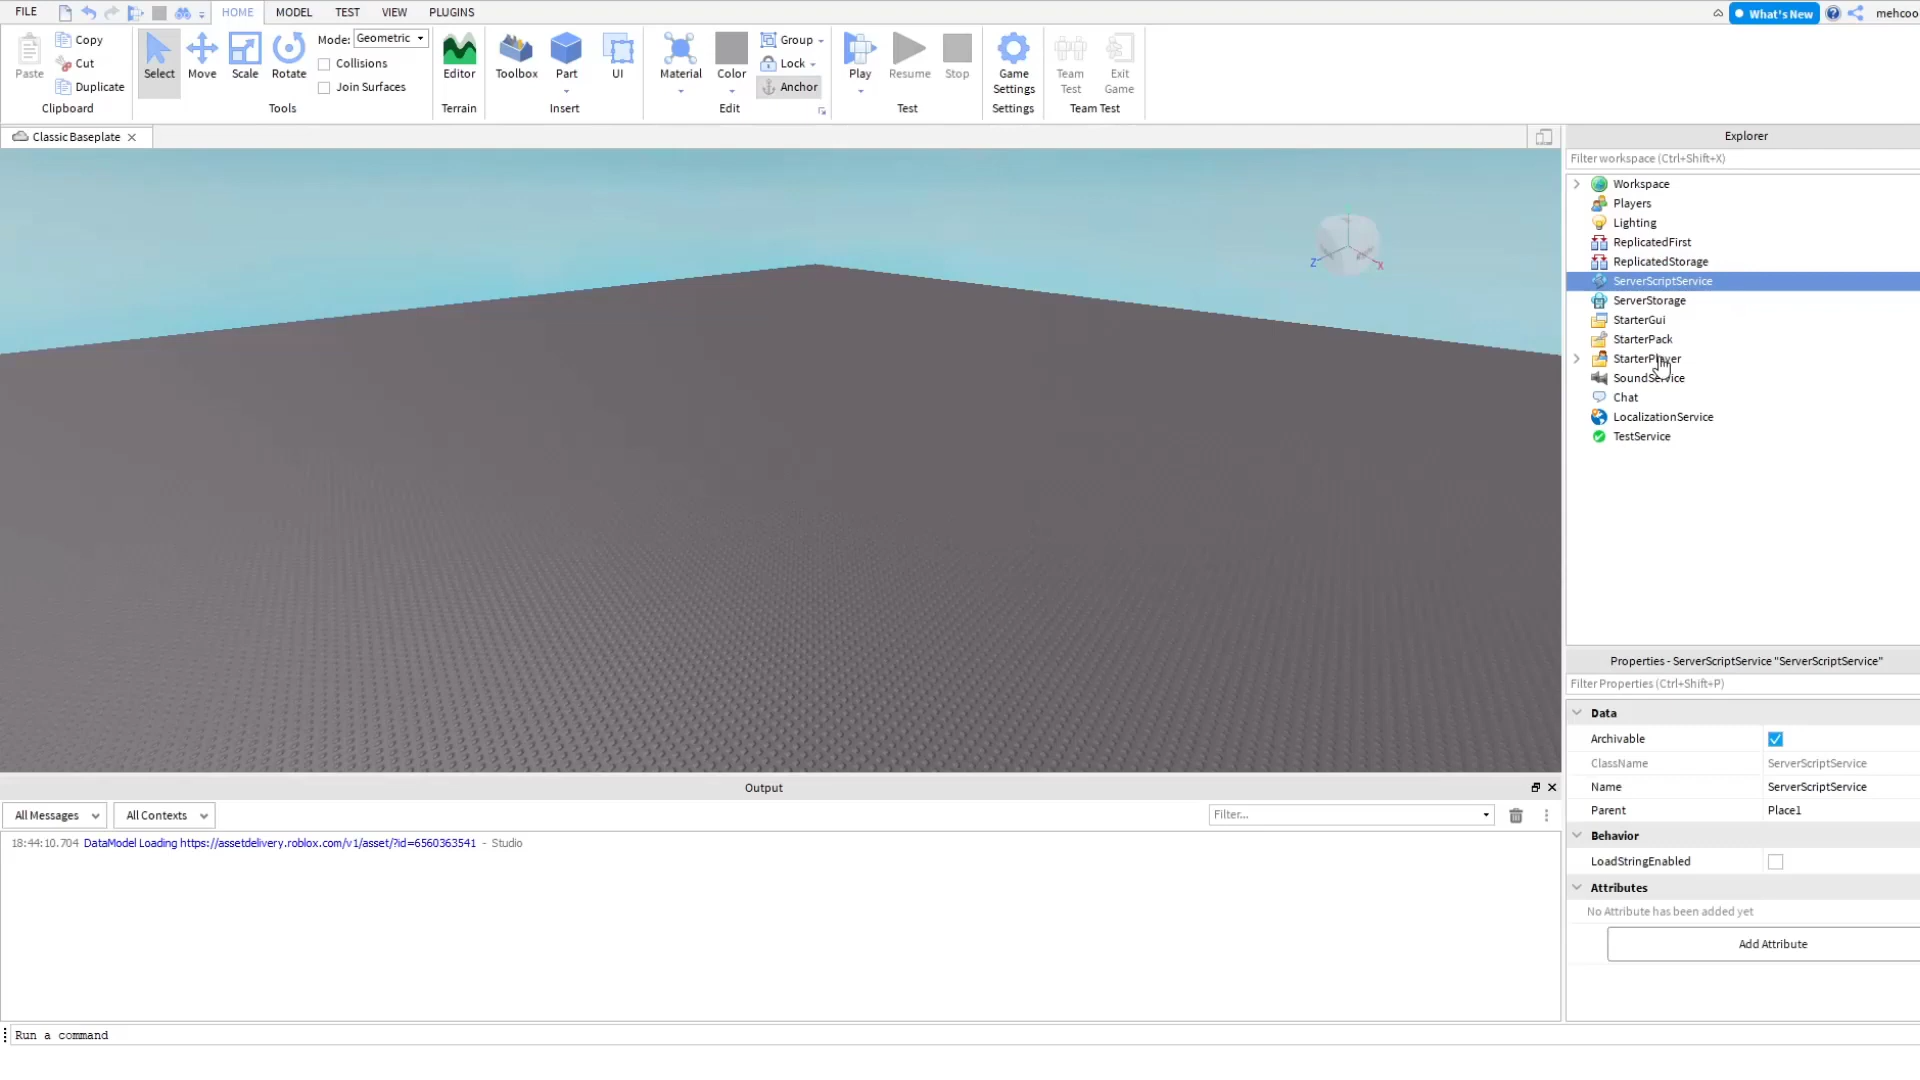 FILE HOME MODEL TEST VIEW PLUGINS What's New mehcoo
Paste Copy Cut Duplicate Clipboard
Select Move Scale Rotate Mode: Geometric Collisions Join Surfaces Tools
Editor Terrain
Toolbox Part UI Insert
Material Color Group Lock Anchor Edit
Play Resume Stop Test
Game Settings Settings
Team Test Exit Game Team Test
Classic Baseplate
Z X
Explorer
Filter workspace (Ctrl+Shift+X)
Workspace
Players
Lighting
ReplicatedFirst
ReplicatedStorage
ServerScriptService
ServerStorage
StarterGui
StarterPack
StarterPlayer
SoundService
Chat
LocalizationService
TestService
Properties - ServerScriptService "ServerScriptService"
Filter Properties (Ctrl+Shift+P)
Data
Archivable
ClassName ServerScriptService
Name ServerScriptService
Parent Place1
Behavior
LoadStringEnabled
Attributes
No Attribute has been added yet
Add Attribute
Output
All Messages All Contexts Filter...
18:44:10.704 DataModel Loading https://assetdelivery.roblox.com/v1/asset/?id=6560363541 - Studio
Run a command